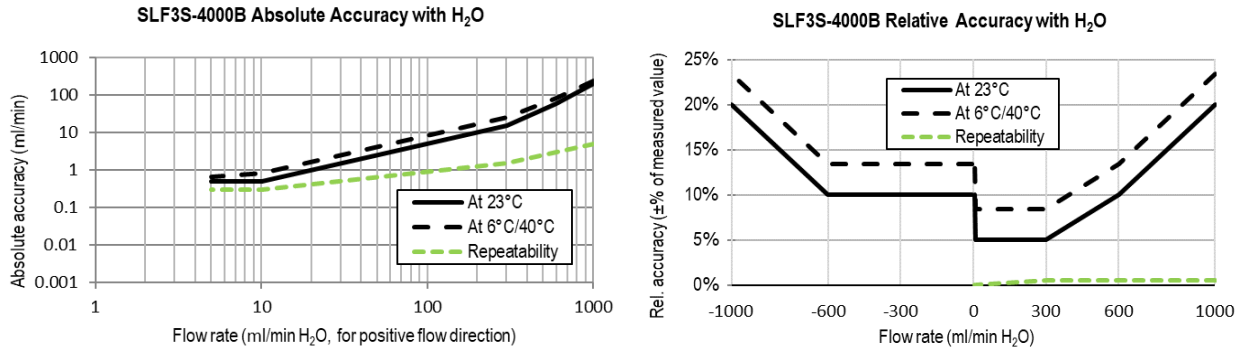 SLF3S-4000B Absolute Accuracy with H₂O
Absolute accuracy (ml/min)
1000
100
10
1
0.1
0.01
0.001
At 23°C
At 6°C/40°C
Repeatability
1 10 100 1000
Flow rate (ml/min H₂O, for positive flow direction)
SLF3S-4000B Relative Accuracy with H₂O
Rel. accuracy (±% of measured value)
25%
20%
15%
10%
5%
0%
At 23°C
At 6°C/40°C
Repeatability
-1000 -600 -300 0 300 600 1000
Flow rate (ml/min H₂O)